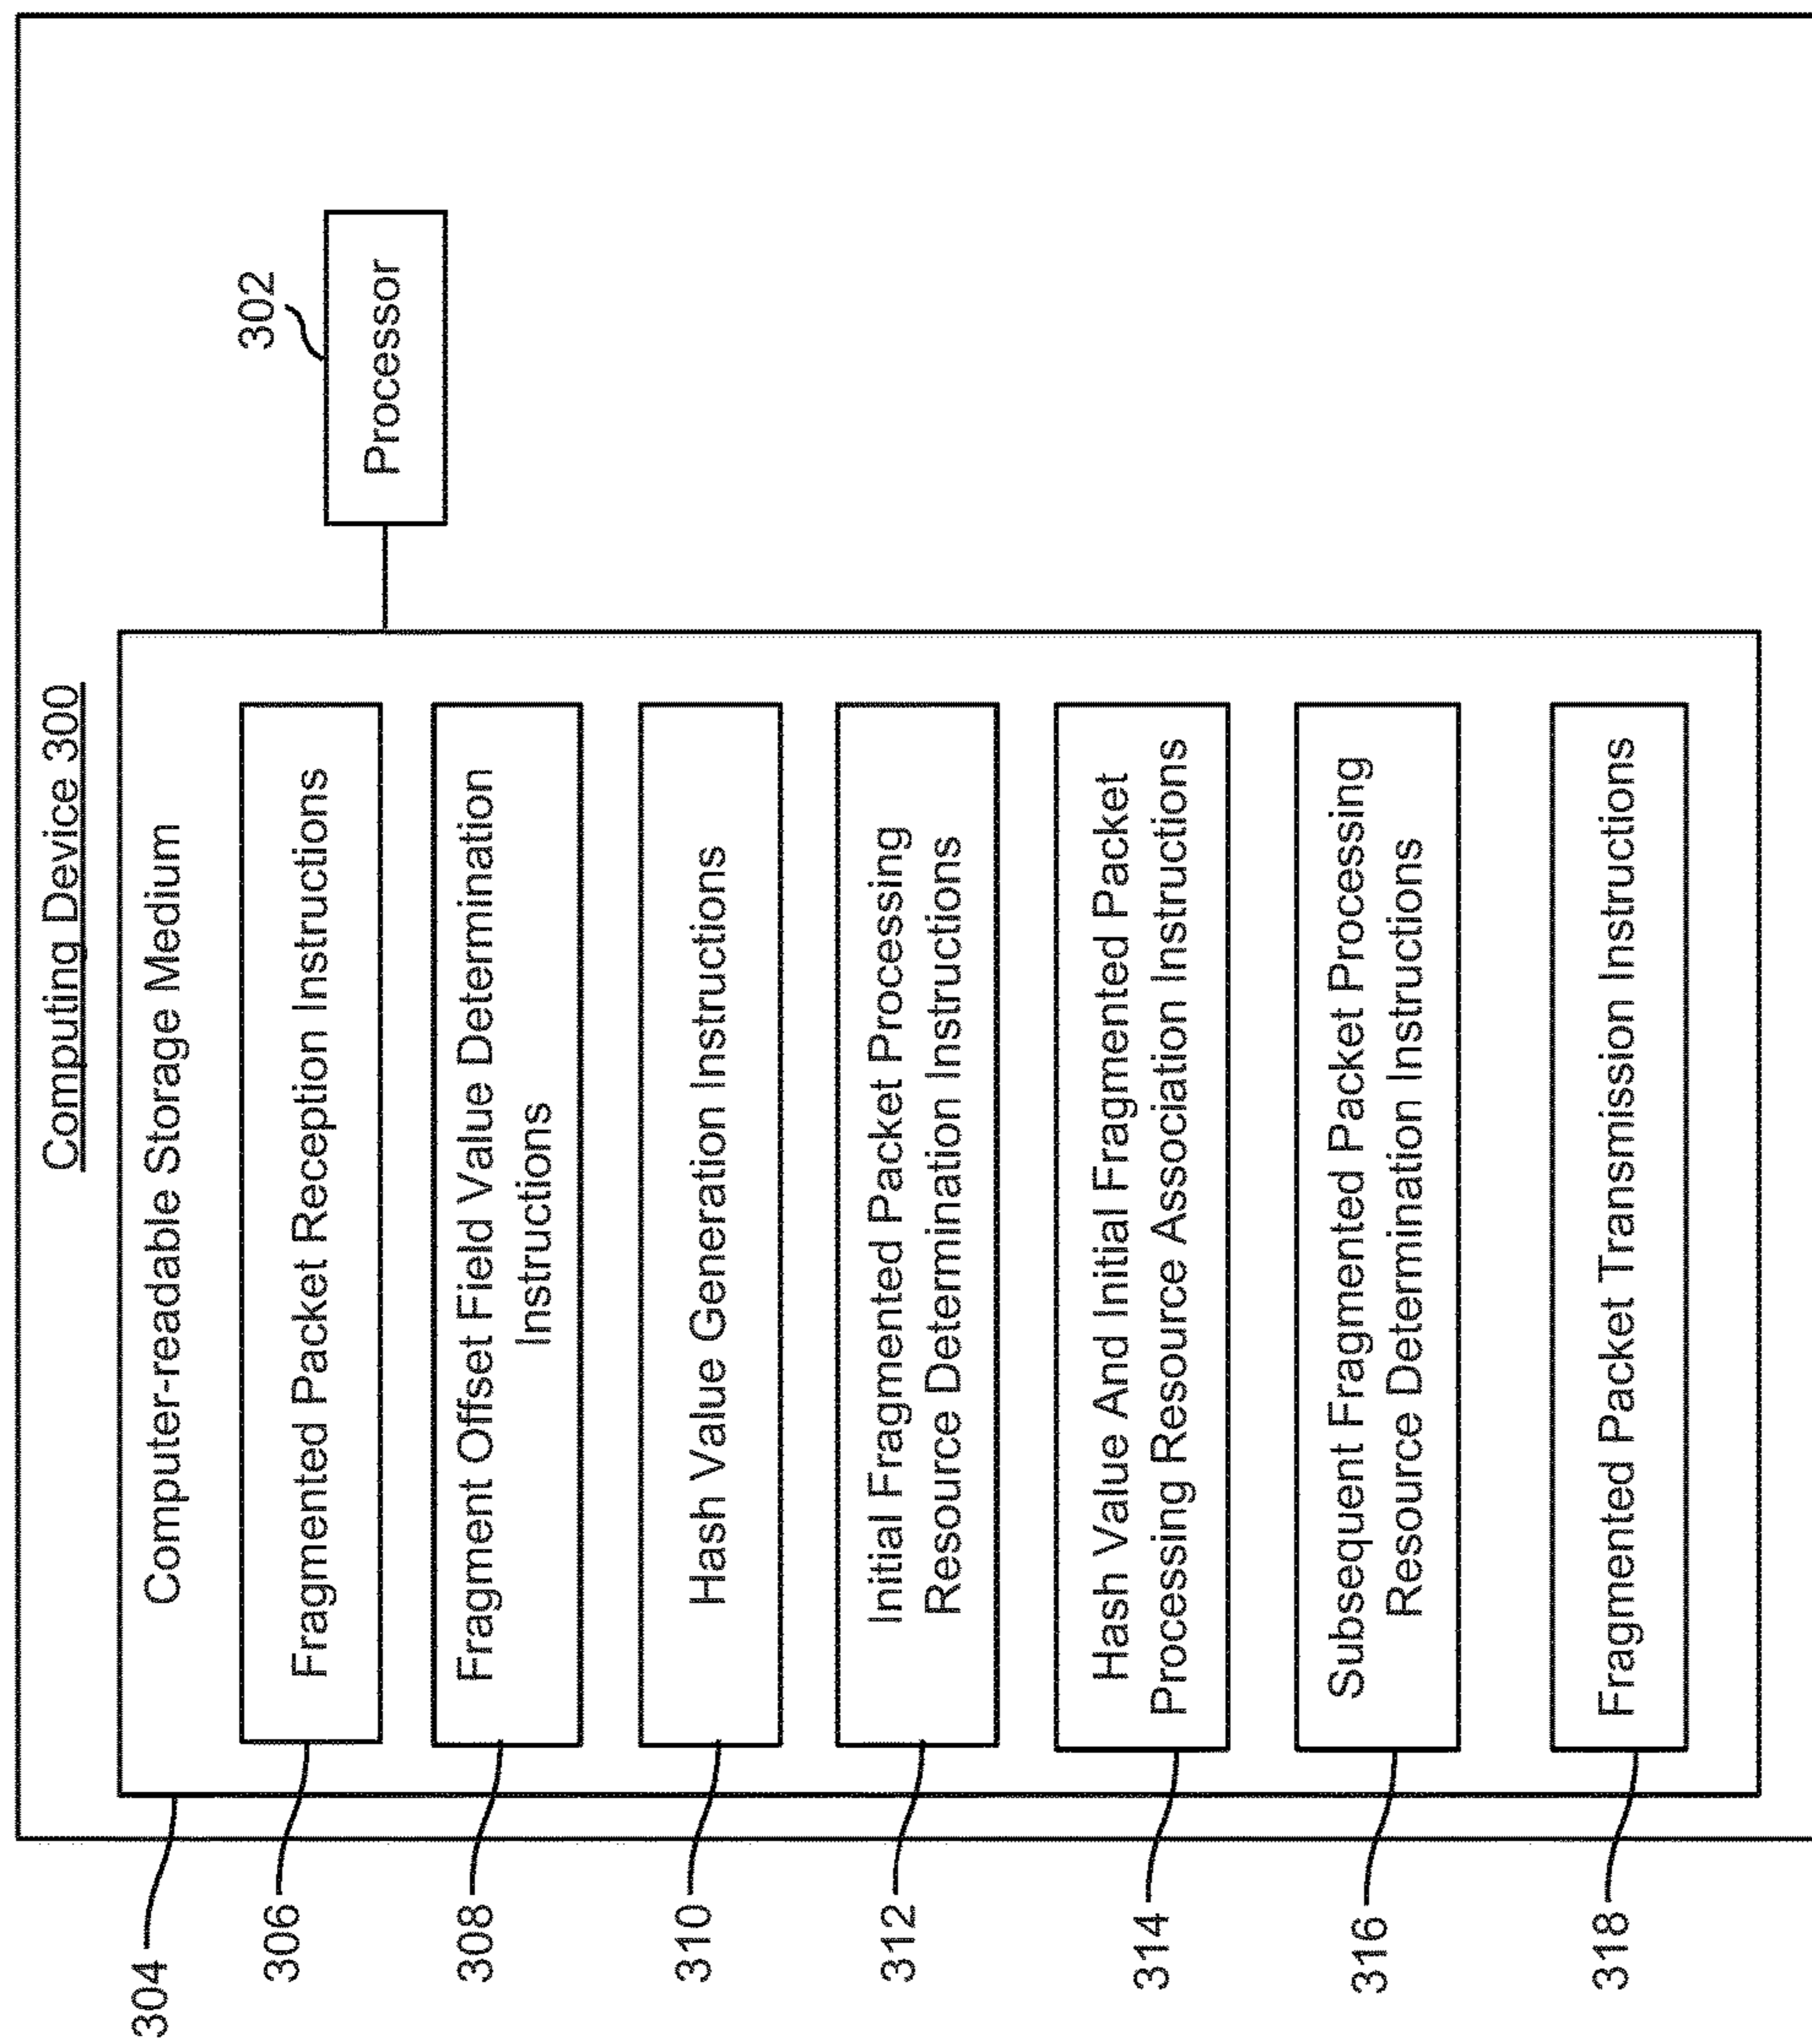 Computing Device 300
304
Computer-readable Storage Medium
306
Fragmented Packet Reception Instructions
302
Processor
308
Fragment Offset Field Value Determination
Instructions
310
Hash Value Generation Instructions
312
Initial Fragmented Packet Processing
Resource Determination Instructions
314
Hash Value And Initial Fragmented Packet
Processing Resource Association Instructions
316
Subsequent Fragmented Packet Processing
Resource Determination Instructions
318
Fragmented Packet Transmission Instructions